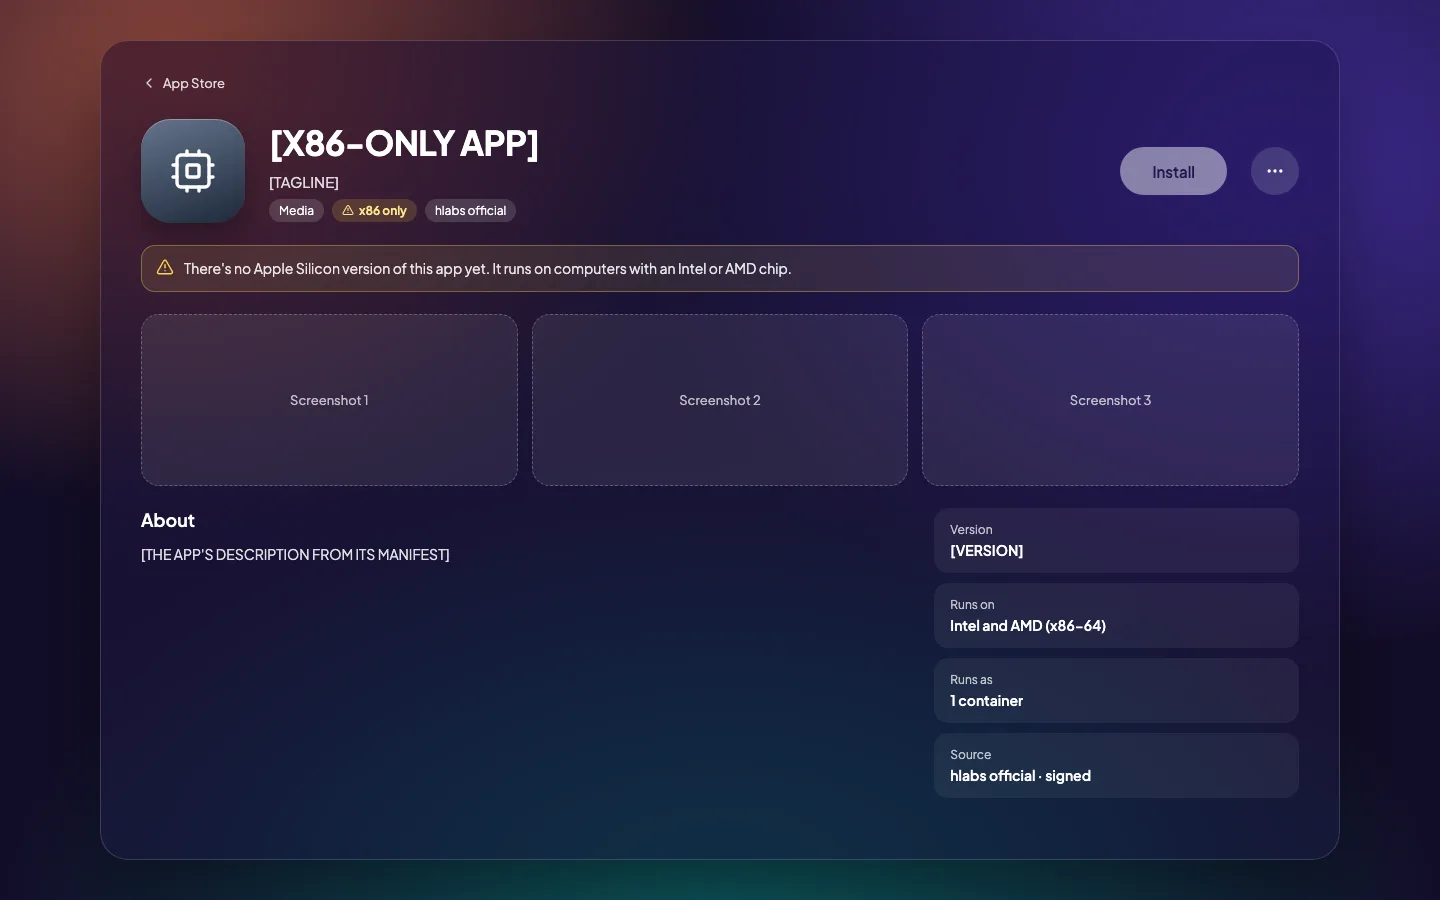 App Store
[X86-ONLY APP]
[TAGLINE]
Media
x86 only
hlabs official
Install
There's no Apple Silicon version of this app yet. It runs on computers with an Intel or AMD chip.
Screenshot 1
Screenshot 2
Screenshot 3
About
[THE APP'S DESCRIPTION FROM ITS MANIFEST]
Version
[VERSION]
Runs on
Intel and AMD (x86-64)
Runs as
1 container
Source
hlabs official · signed